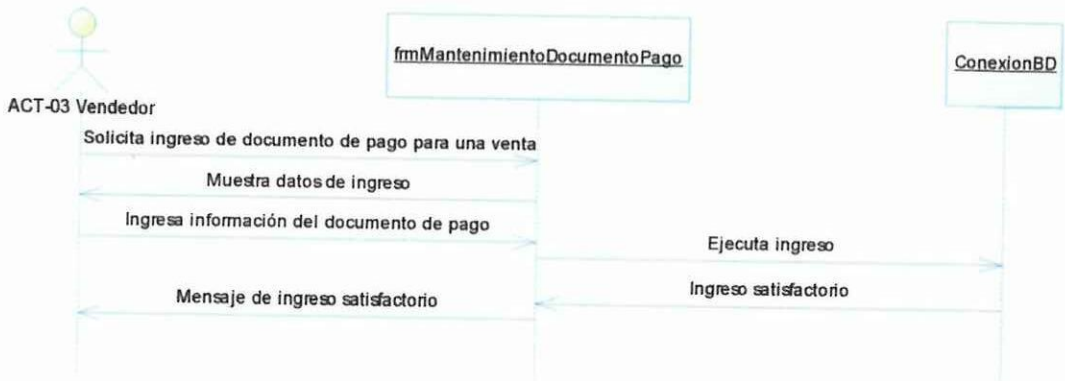 frmMantenimientoDocumentoPago
ConexionBD
ACT-03 Vendedor
Solicita ingreso de documento de pago para una venta
Muestra datos de ingreso
Ingresa información del documento de pago
Ejecuta ingreso
Ingreso satisfactorio
Mensaje de ingreso satisfactorio